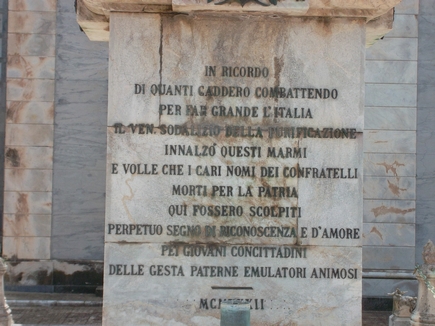 IN RICORDO
DI QUANTI CADDERO COMBATTENDO
PER FAR GRANDE L'ITALIA
IL VEN. SODALIZIO DELLA PURIFICAZIONE
INNALZÒ QUESTI MARMI
E VOLLE CHE I CARI NOMI DEI CONFRATELLI
MORTI PER LA PATRIA
QUI FOSSERO SCOLPITI
PERPETUO SEGNO DI RICONOSCENZA E D'AMORE
PEI GIOVANI CONCITTADINI
DELLE GESTA PATERNE EMULATORI ANIMOSI